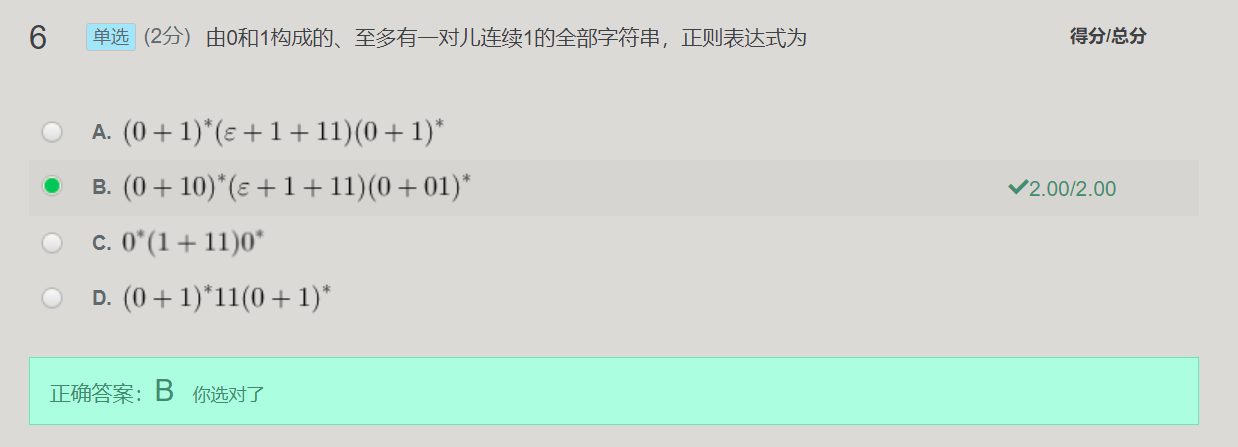 6 单选 (2分) 由0和1构成的、至多有一对儿连续1的全部字符串，正则表达式为 得分/总分
A. (0 + 1)*(ε + 1 + 11)(0 + 1)*
B. (0 + 10)*(ε + 1 + 11)(0 + 01)* ✔2.00/2.00
C. 0*(1 + 11)0*
D. (0 + 1)*11(0 + 1)*
正确答案：B 你选对了